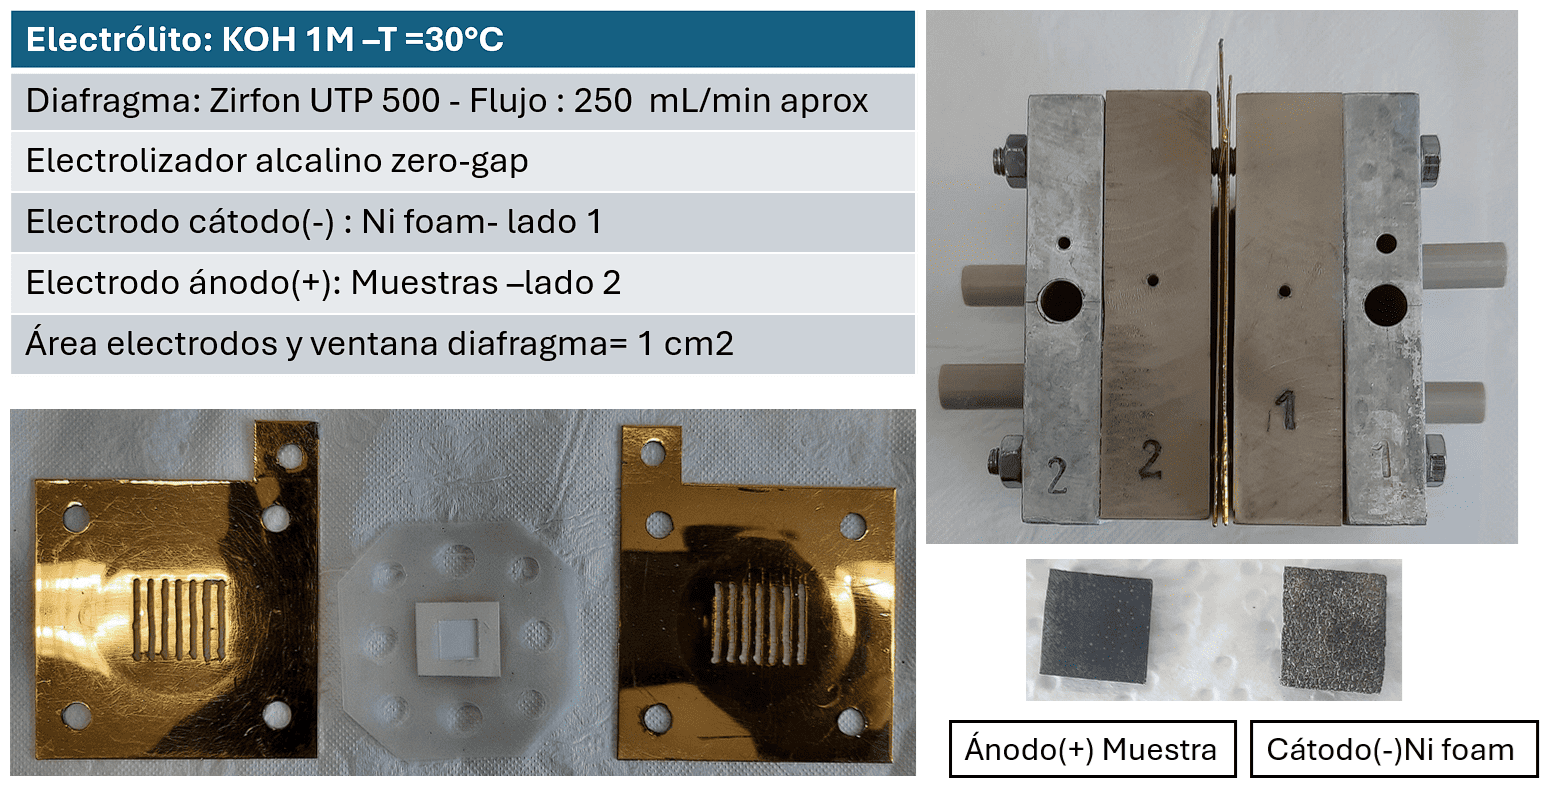 Electrólito: KOH 1M –T =30°C
Diafragma: Zirfon UTP 500 - Flujo : 250 mL/min aprox
Electrolizador alcalino zero-gap
Electrodo cátodo(-) : Ni foam- lado 1
Electrodo ánodo(+): Muestras –lado 2
Área electrodos y ventana diafragma= 1 cm2
2
2
1
1
Ánodo(+) Muestra
Cátodo(-)Ni foam